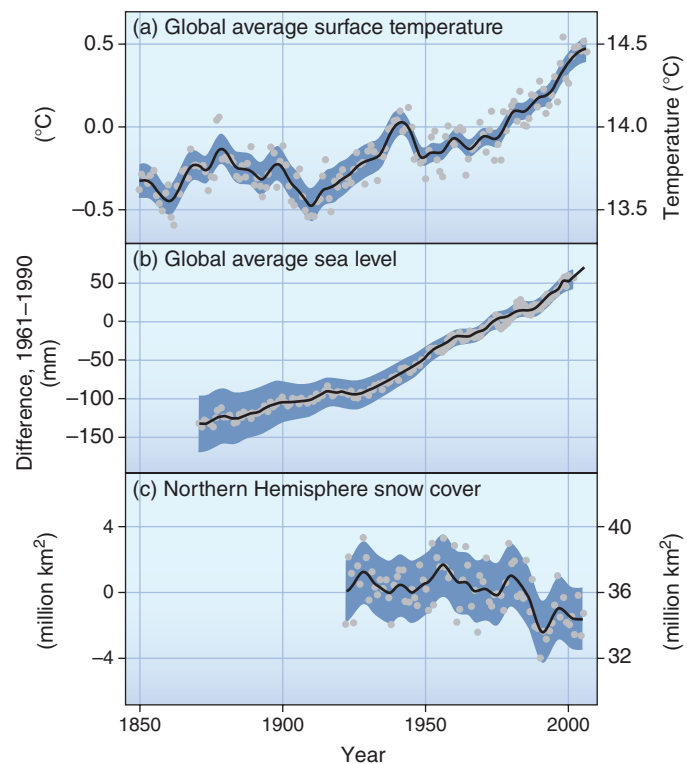 (a) Global average surface temperature
0.5
0.0
–0.5
(°C)
14.5
14.0
13.5
Temperature (°C)
(b) Global average sea level
50
0
–50
–100
–150
Difference, 1961–1990
(mm)
(c) Northern Hemisphere snow cover
4
0
–4
(million km²)
40
36
32
(million km²)
1850
1900
1950
2000
Year